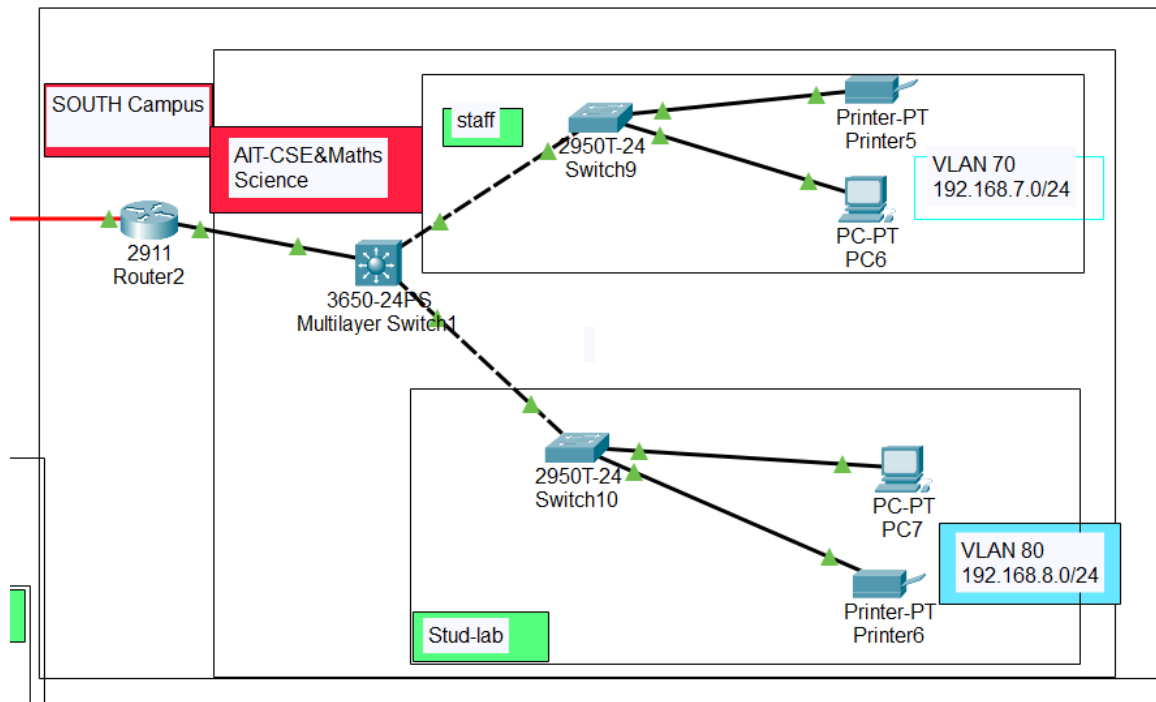 SOUTH Campus
AIT-CSE&Maths
Science
staff
2950T-24
Switch9
Printer-PT
Printer5
VLAN 70
192.168.7.0/24
PC-PT
PC6
2911
Router2
3650-24PS
Multilayer Switch1
2950T-24
Switch10
PC-PT
PC7
VLAN 80
192.168.8.0/24
Printer-PT
Printer6
Stud-lab